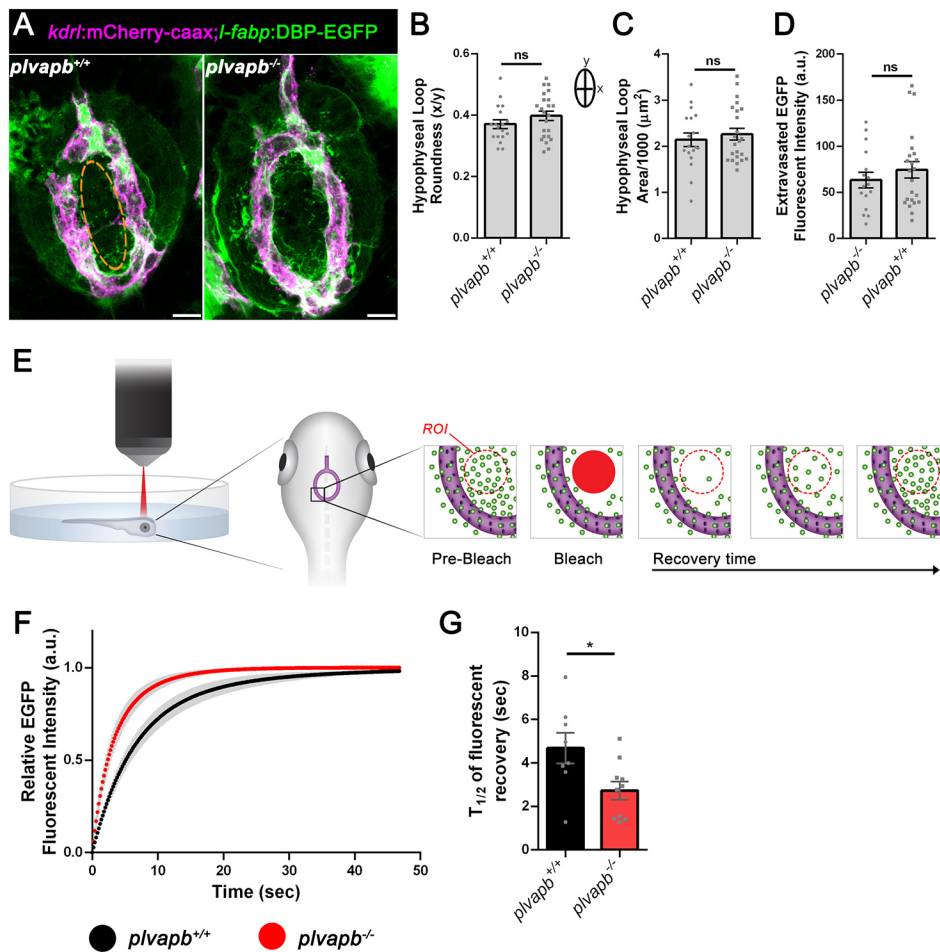 A
kdrl:mCherry-caax;l-fabp:DBP-EGFP
plvapb+/+
plvapb-/-
B
Hypophyseal Loop
Roundness (x/y)
0.6
0.4
0.2
0.0
ns
y
x
plvapb+/+
plvapb-/-
C
Hypophyseal Loop
Area/1000 (μm2)
4
3
2
1
0
ns
plvapb+/+
plvapb-/-
D
Extravasated EGFP
Fluorescent Intensity (a.u.)
200
150
100
50
0
ns
plvapb-/-
plvapb+/+
E
ROI
Pre-Bleach
Bleach
Recovery time
F
Relative EGFP
Fluorescent Intensity (a.u.)
1.0
0.5
0.0
0
10
20
30
40
50
Time (sec)
plvapb+/+
plvapb-/-
G
T1/2 of fluorescent
recovery (sec)
10
8
6
4
2
0
*
plvapb+/+
plvapb-/-